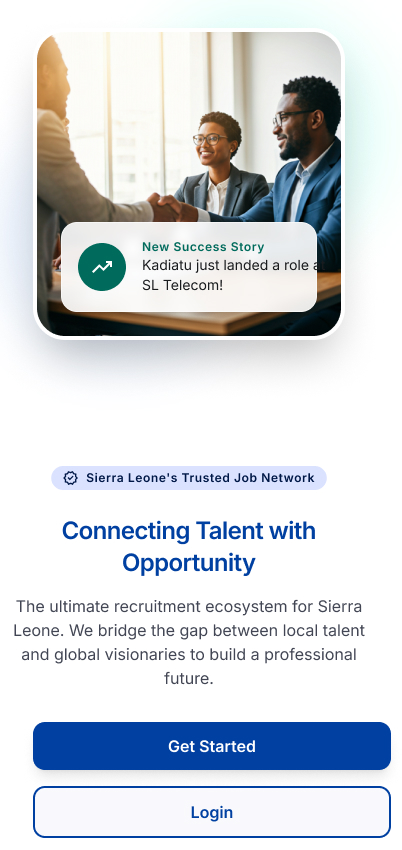 New Success Story
Kadiatu just landed a role a
SL Telecom!
Sierra Leone's Trusted Job Network
Connecting Talent with
Opportunity
The ultimate recruitment ecosystem for Sierra
Leone. We bridge the gap between local talent
and global visionaries to build a professional
future.
Get Started
Login